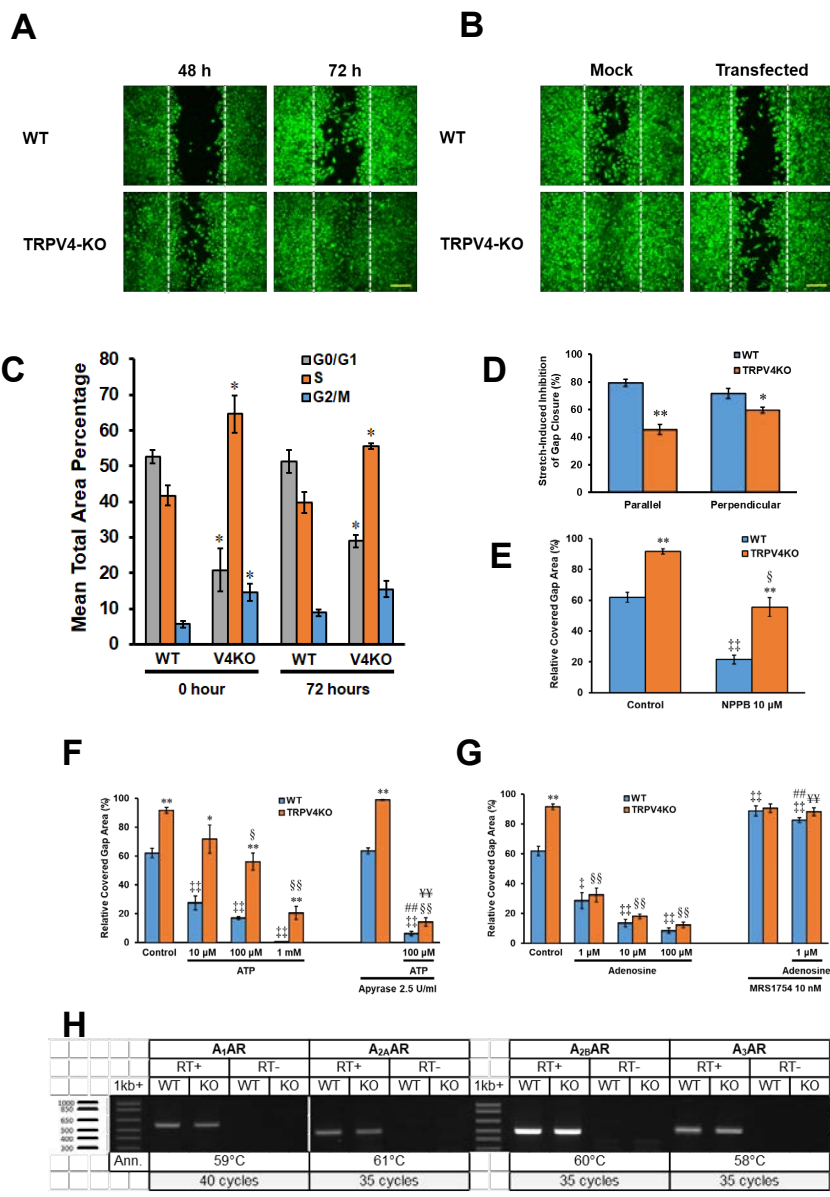 A
B
48 h
72 h
Mock
Transfected
WT
WT
TRPV4-KO
TRPV4-KO
C
Mean Total Area Percentage
80
70
60
50
40
30
20
10
0
G0/G1
S
G2/M
*
*
*
*
*
WT
V4KO
WT
V4KO
0 hour
72 hours
D
Stretch-Induced Inhibition
of Gap Closure (%)
100
80
60
40
20
0
WT
TRPV4KO
**
*
Parallel
Perpendicular
E
Relative Covered Gap Area (%)
100
80
60
40
20
0
WT
TRPV4KO
**
‡‡
§
**
Control
NPPB 10 µM
F
Relative Covered Gap Area (%)
100
80
60
40
20
0
WT
TRPV4KO
**
‡‡
*
‡‡
§
**
‡‡
§§
**
**
##
‡‡
¥¥
§§
Control
10 µM
100 µM
1 mM
100 µM
ATP
ATP
Apyrase 2.5 U/ml
G
Relative Covered Gap Area (%)
100
80
60
40
20
0
WT
TRPV4KO
**
‡
§§
‡‡
§§
‡‡
§§
‡‡
##
‡‡
¥¥
Control
1 µM
10 µM
100 µM
1 µM
Adenosine
Adenosine
MRS1754 10 nM
H
A1AR
A2AAR
A2BAR
A3AR
RT+
RT-
RT+
RT-
RT+
RT-
RT+
RT-
1kb+
WT
KO
WT
KO
WT
KO
WT
KO
1kb+
WT
KO
WT
KO
WT
KO
WT
KO
1000
850
650
500
400
300
Ann.
59°C
61°C
60°C
58°C
40 cycles
35 cycles
35 cycles
35 cycles